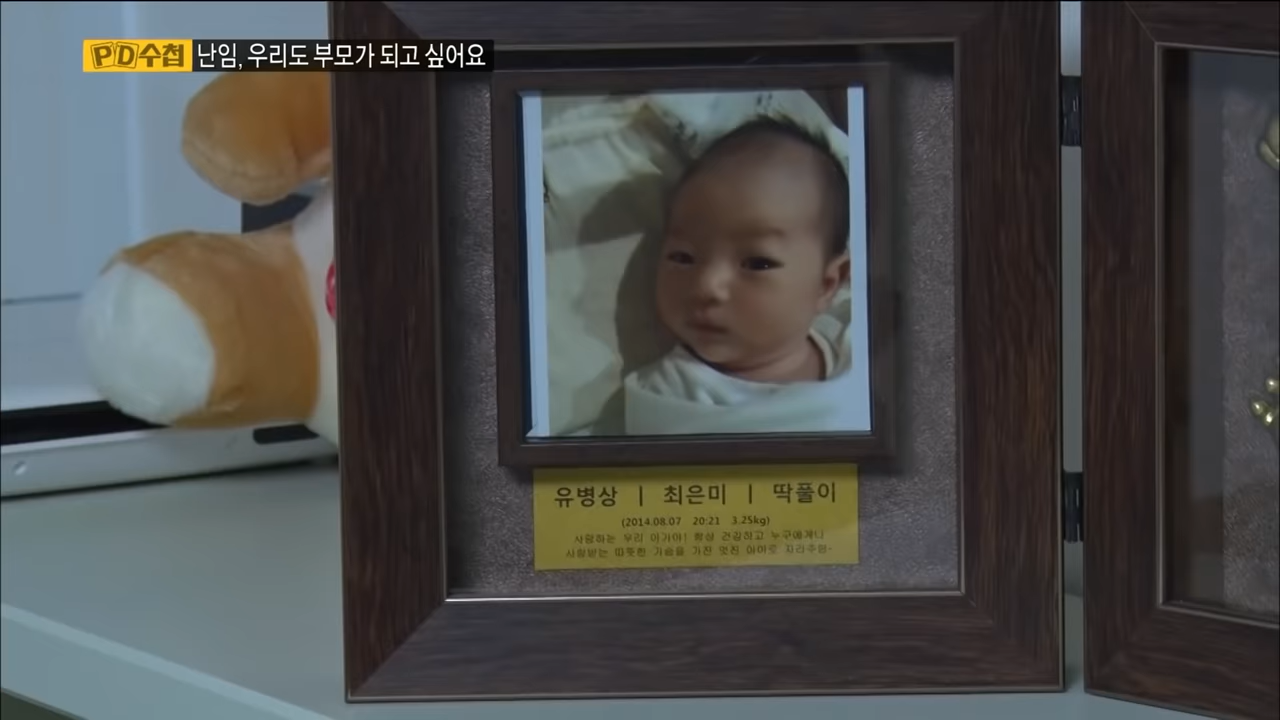 PD수첩 난임, 우리도 부모가 되고 싶어요
유병상 | 최은미 | 딱풀이
(2014.08.07 20:21 3.25kg)
사랑하는 우리 아가야! 항상 건강하고 누구에게나
사랑받는 따뜻한 가슴을 가진 멋진 아이로 자라주렴~